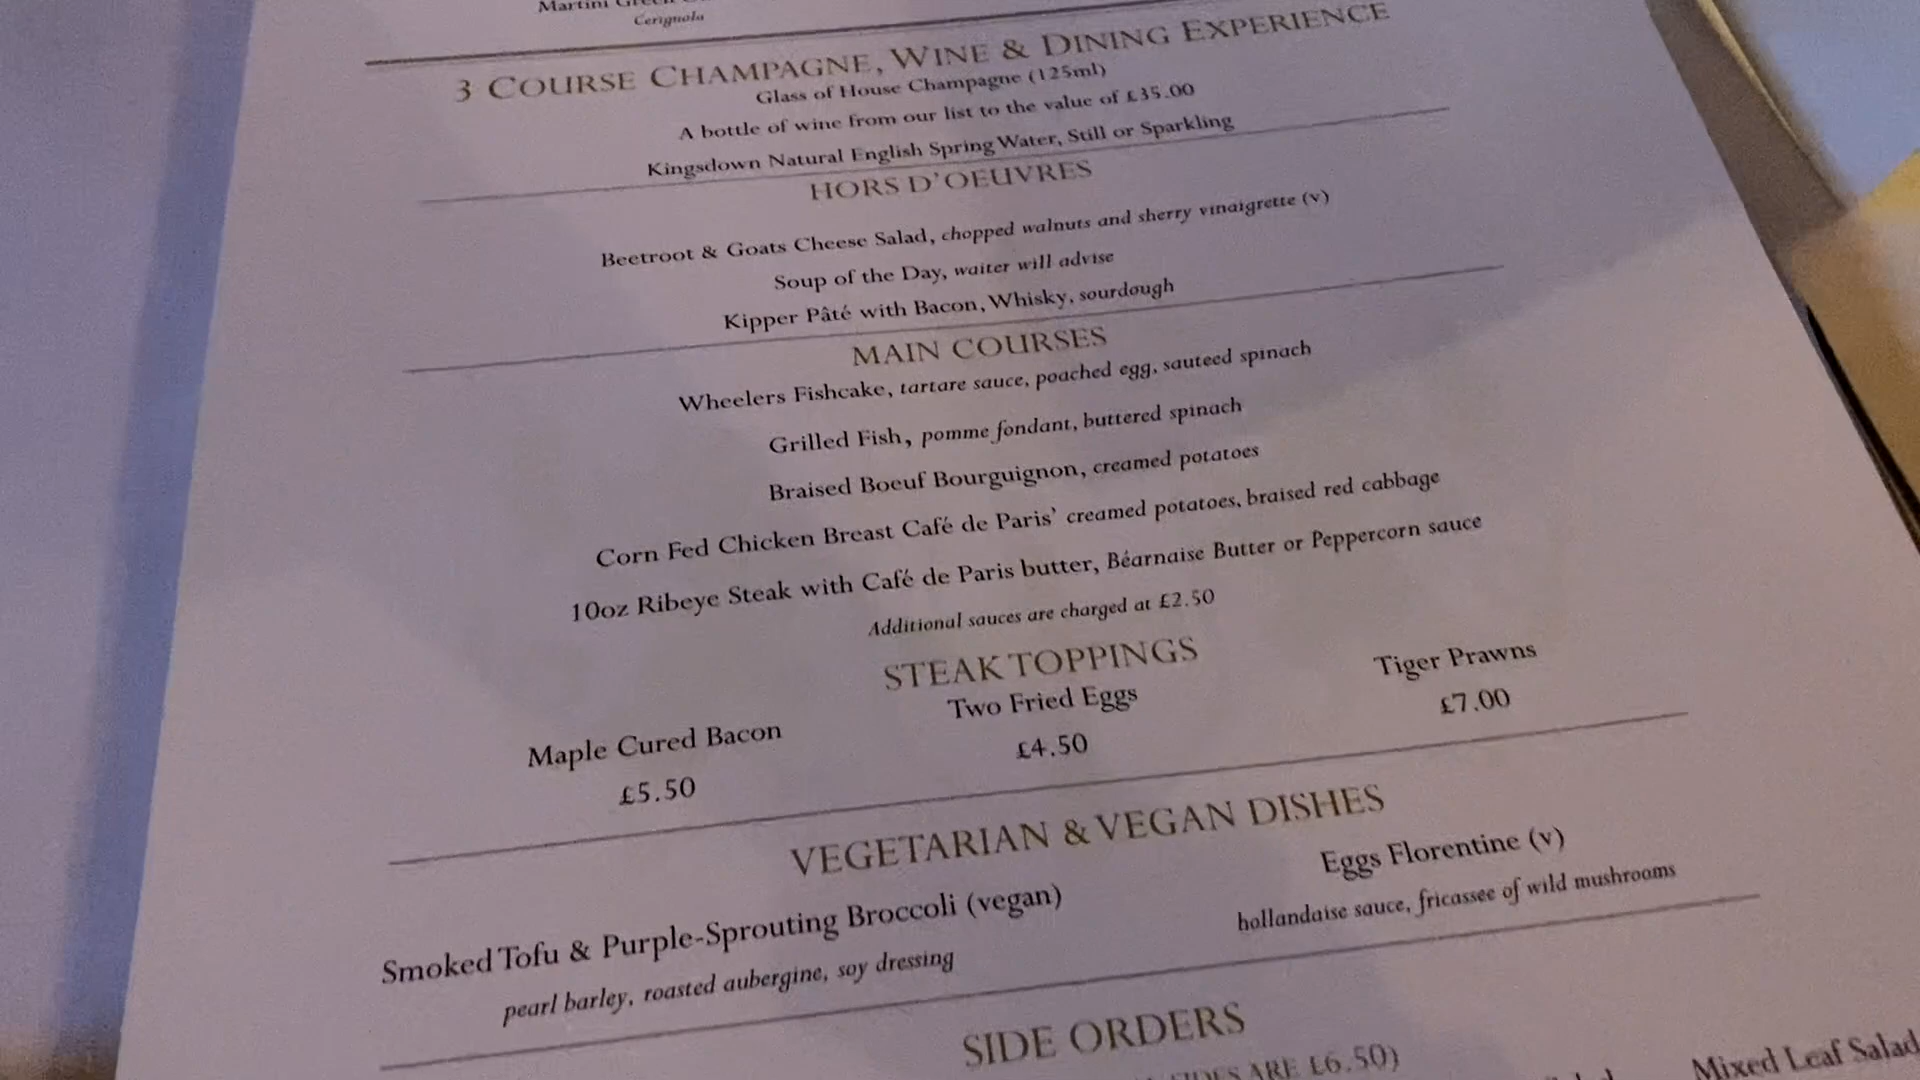 Martini Green
Cerignola
3 COURSE CHAMPAGNE, WINE & DINING EXPERIENCE
Glass of House Champagne (125ml)
A bottle of wine from our list to the value of £35.00
Kingsdown Natural English Spring Water, Still or Sparkling
HORS D'OEUVRES
Beetroot & Goats Cheese Salad, chopped walnuts and sherry vinaigrette (v)
Soup of the Day, waiter will advise
Kipper Pâté with Bacon, Whisky, sourdough
MAIN COURSES
Wheelers Fishcake, tartare sauce, poached egg, sauteed spinach
Grilled Fish, pomme fondant, buttered spinach
Braised Boeuf Bourguignon, creamed potatoes
Corn Fed Chicken Breast Café de Paris' creamed potatoes, braised red cabbage
10oz Ribeye Steak with Café de Paris butter, Béarnaise Butter or Peppercorn sauce
Additional sauces are charged at £2.50
STEAK TOPPINGS
Maple Cured Bacon
£5.50
Two Fried Eggs
£4.50
Tiger Prawns
£7.00
VEGETARIAN & VEGAN DISHES
Smoked Tofu & Purple-Sprouting Broccoli (vegan)
pearl barley, roasted aubergine, soy dressing
Eggs Florentine (v)
hollandaise sauce, fricassee of wild mushrooms
SIDE ORDERS
ARE £6.50)
Mixed Leaf Salad